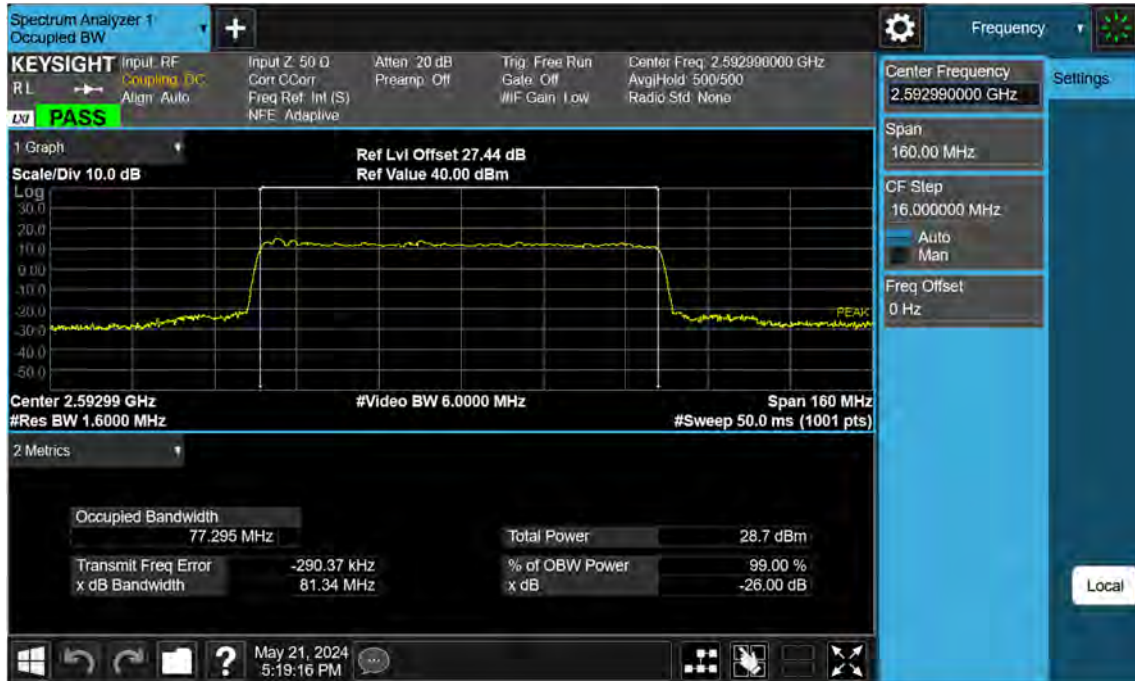 Spectrum Analyzer 1
Occupied BW
+
Frequency
KEYSIGHT
RL
LXI
PASS
Input: RF
Coupling: DC
Align: Auto
Input Z: 50 Ω
Corr CCorr
Freq Ref: Int (S)
NFE: Adaptive
Atten: 20 dB
Preamp: Off
Trig: Free Run
Gate: Off
#IF Gain: Low
Center Freq: 2.592990000 GHz
Avg|Hold: 500/500
Radio Std: None
Center Frequency
2.592990000 GHz
Settings
Span
160.00 MHz
CF Step
16.000000 MHz
Auto
Man
Freq Offset
0 Hz
Local
1 Graph
Scale/Div 10.0 dB
Ref Lvl Offset 27.44 dB
Ref Value 40.00 dBm
Log
30.0
20.0
10.0
0.00
-10.0
-20.0
-30.0
-40.0
-50.0
PEAK
Center 2.59299 GHz
#Video BW 6.0000 MHz
Span 160 MHz
#Res BW 1.6000 MHz
#Sweep 50.0 ms (1001 pts)
2 Metrics
Occupied Bandwidth
77.295 MHz
Total Power 28.7 dBm
Transmit Freq Error -290.37 kHz
% of OBW Power 99.00 %
x dB Bandwidth 81.34 MHz
x dB -26.00 dB
?
May 21, 2024
5:19:16 PM